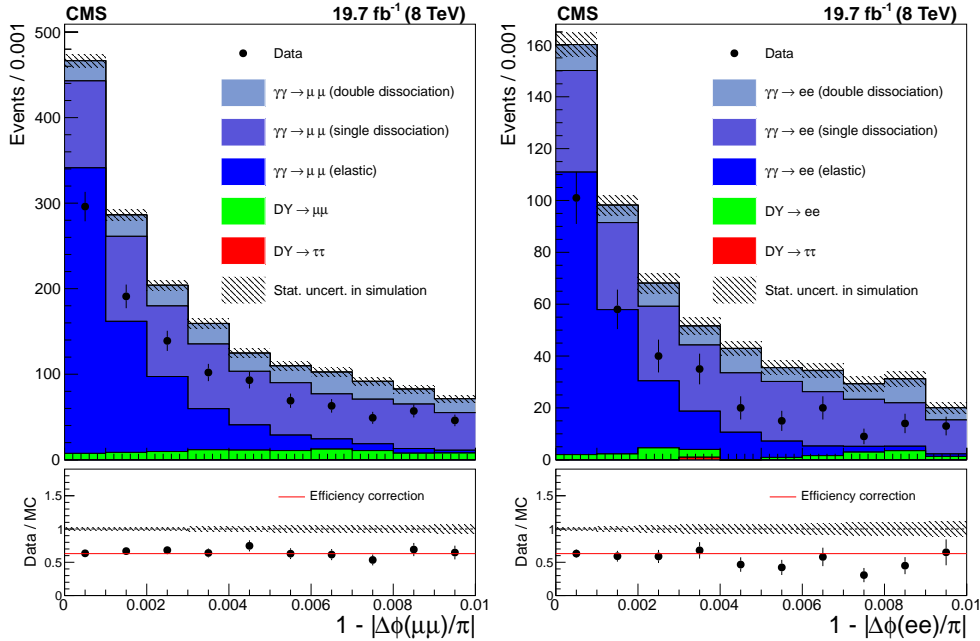 CMS 19.7 fb⁻¹ (8 TeV)
Events / 0.001
500
400
300
200
100
0
Data
γγ→μμ (double dissociation)
γγ→μμ (single dissociation)
γγ→μμ (elastic)
DY→μμ
DY→ττ
Stat. uncert. in simulation
Data / MC
1.5
1
0.5
0
Efficiency correction
0 0.002 0.004 0.006 0.008 0.01
1 - |Δϕ(μμ)/π|
CMS 19.7 fb⁻¹ (8 TeV)
Events / 0.001
160
140
120
100
80
60
40
20
0
Data
γγ→ee (double dissociation)
γγ→ee (single dissociation)
γγ→ee (elastic)
DY→ee
DY→ττ
Stat. uncert. in simulation
Data / MC
1.5
1
0.5
0
Efficiency correction
0 0.002 0.004 0.006 0.008 0.01
1 - |Δϕ(ee)/π|